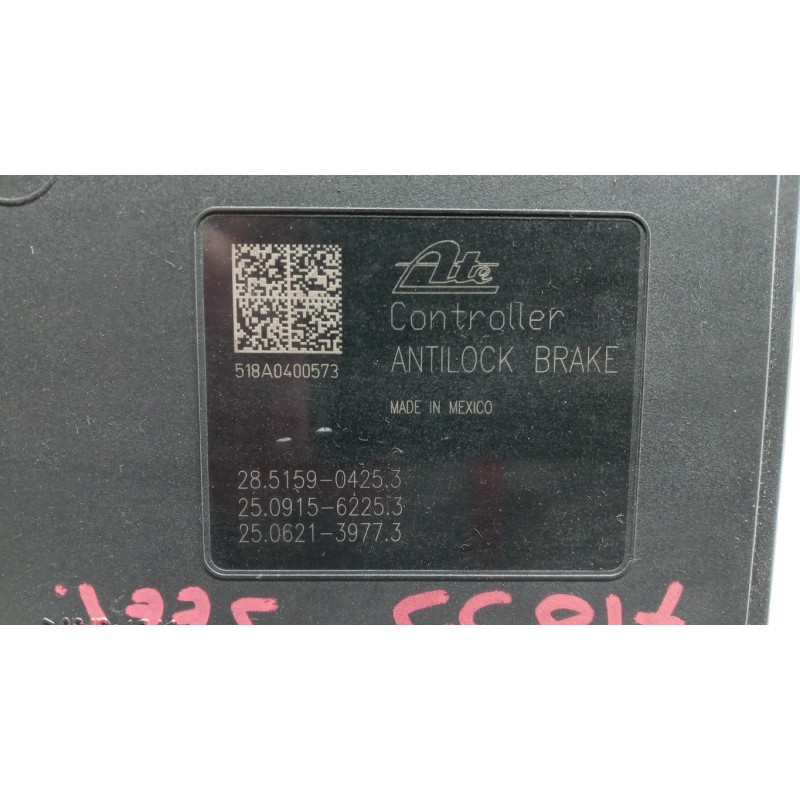 Ate
Controller
ANTILOCK BRAKE
518A0400573
MADE IN MEXICO
28.5159-0425.3
25.0915-6225.3
25.0621-3977.3